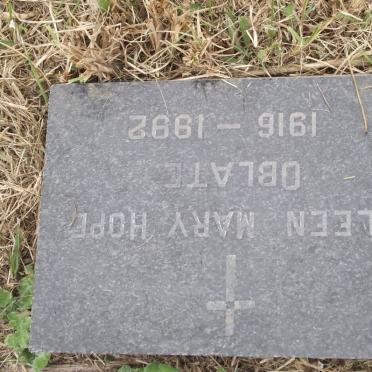 LEEN MARY HOPE
OBLATE
1916 – 1992